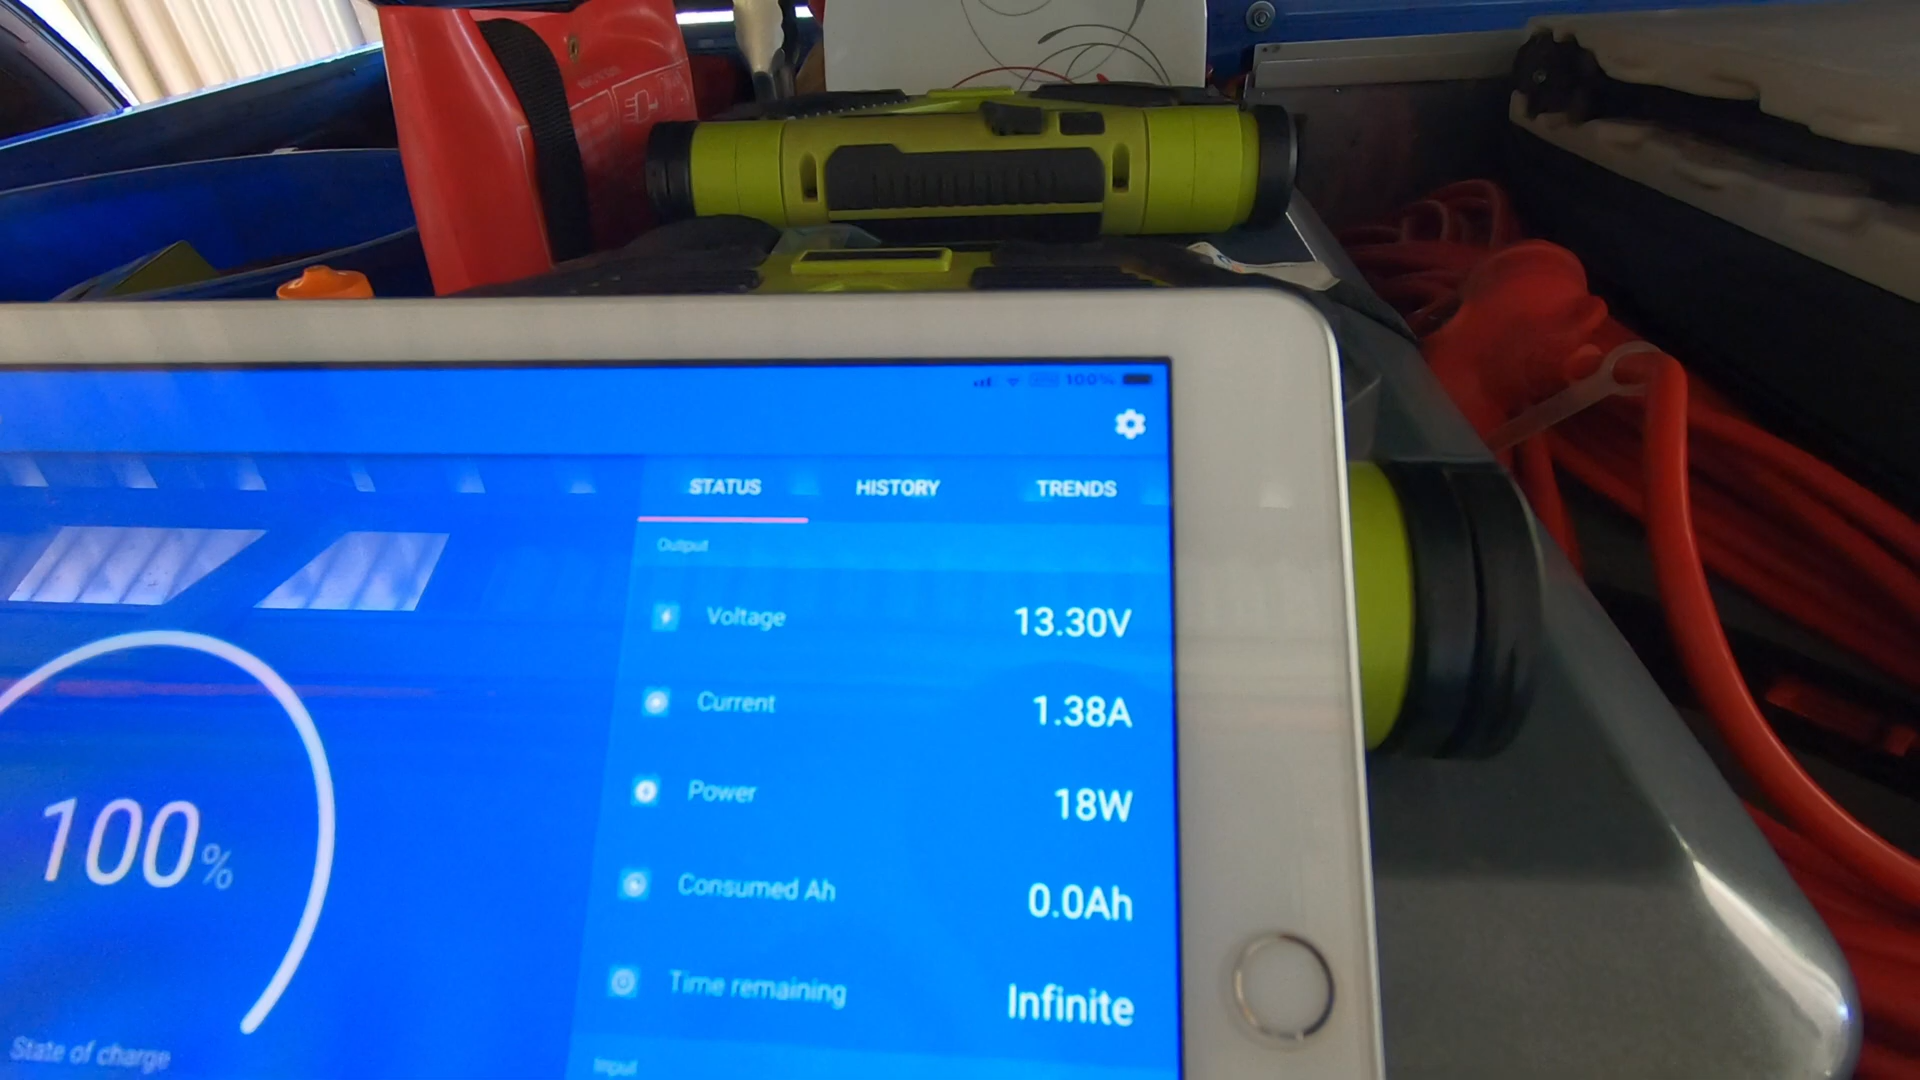 100%
STATUS HISTORY TRENDS
Output
Voltage 13.30V
Current 1.38A
Power 18W
Consumed Ah 0.0Ah
Time remaining Infinite
Input
100%
State of charge